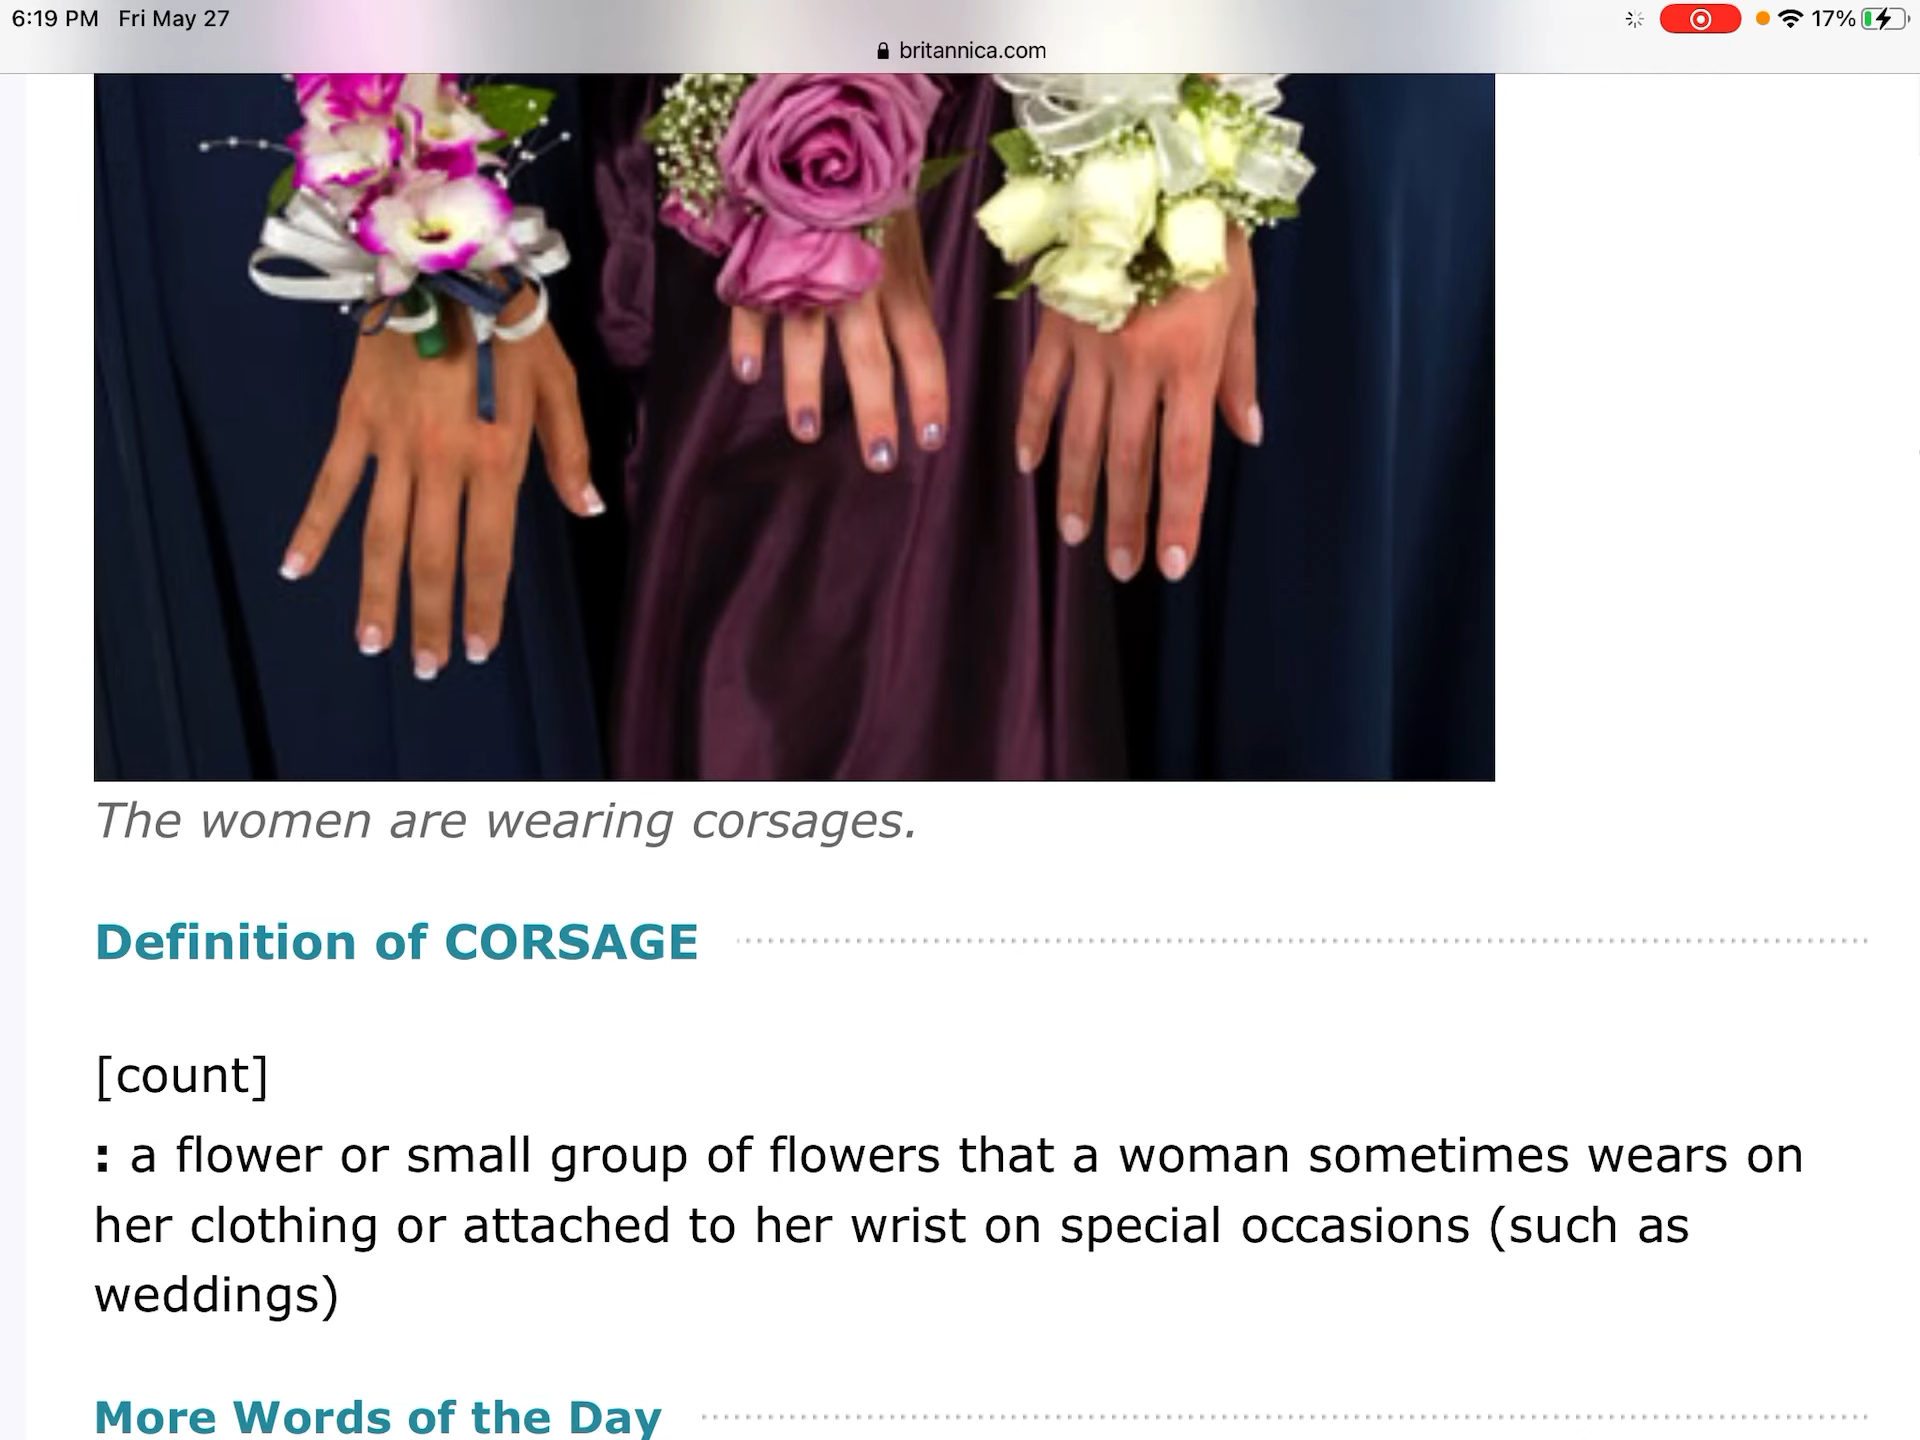 6:19 PM Fri May 27
17%
britannica.com
The women are wearing corsages.
Definition of CORSAGE
[count]
: a flower or small group of flowers that a woman sometimes wears on
her clothing or attached to her wrist on special occasions (such as
weddings)
More Words of the Day